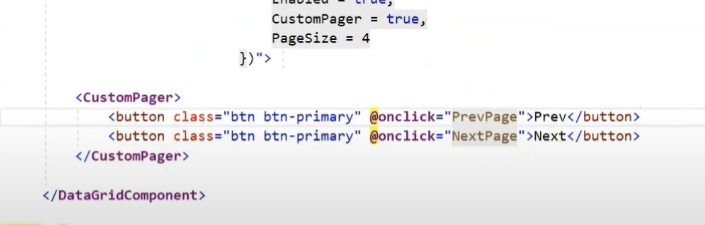 Enabled = true,
CustomPager = true,
PageSize = 4
})">
<CustomPager>
<button class="btn btn-primary" @onclick="PrevPage">Prev</button>
<button class="btn btn-primary" @onclick="NextPage">Next</button>
</CustomPager>
</DataGridComponent>